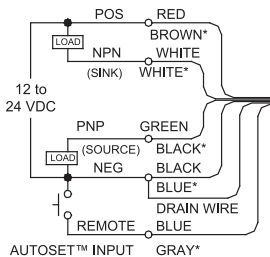 POS RED
LOAD BROWN*
NPN WHITE
(SINK) WHITE*
12 to
24 VDC
PNP GREEN
(SOURCE) BLACK*
LOAD
NEG BLACK
BLUE*
DRAIN WIRE
REMOTE BLUE
AUTOSET™ INPUT GRAY*